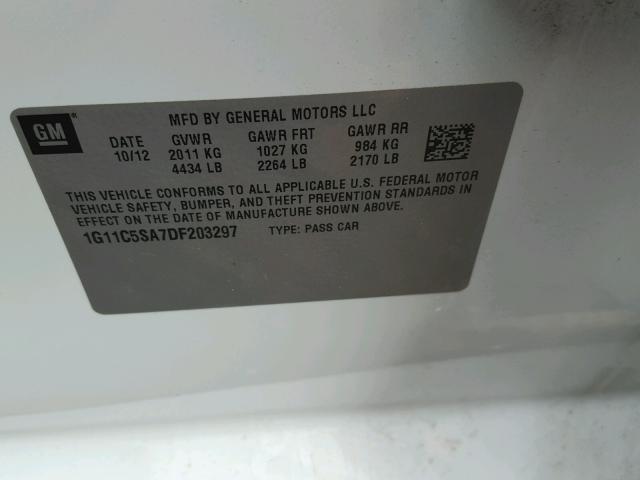 GM
MFD BY GENERAL MOTORS LLC
DATE GVWR GAWR FRT GAWR RR
10/12 2011 KG 1027 KG 984 KG
4434 LB 2264 LB 2170 LB
THIS VEHICLE CONFORMS TO ALL APPLICABLE U.S. FEDERAL MOTOR
VEHICLE SAFETY, BUMPER, AND THEFT PREVENTION STANDARDS IN
EFFECT ON THE DATE OF MANUFACTURE SHOWN ABOVE.
1G11C5SA7DF203297 TYPE: PASS CAR